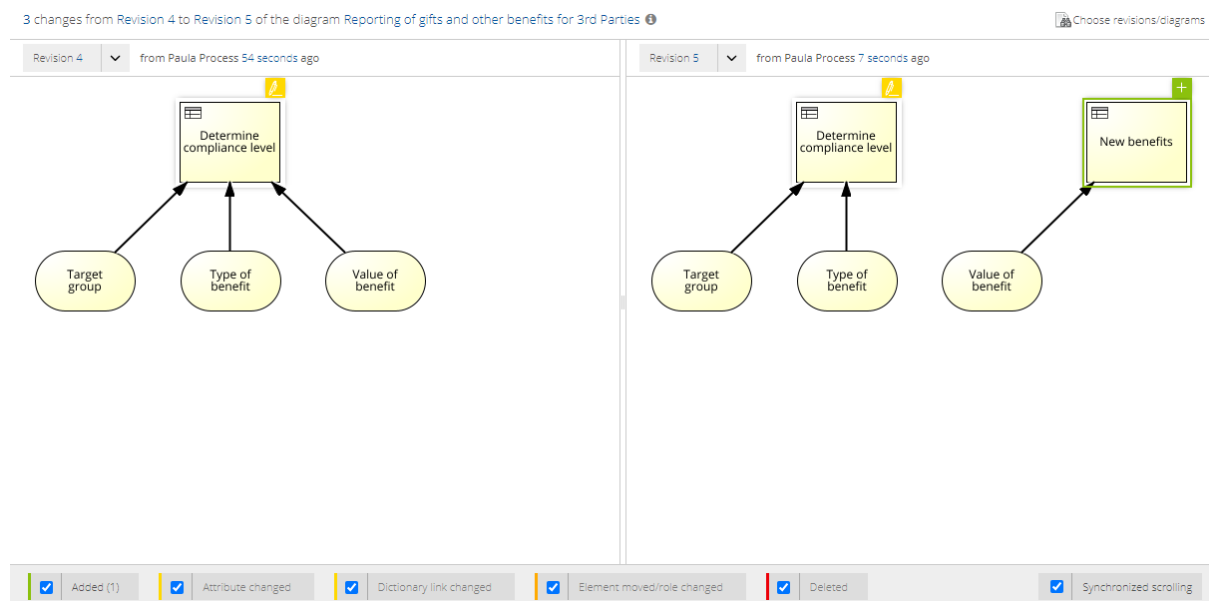 3 changes from Revision 4 to Revision 5 of the diagram Reporting of gifts and other benefits for 3rd Parties
Choose revisions/diagrams
Revision 4
from Paula Process 54 seconds ago
Revision 5
from Paula Process 7 seconds ago
Determine
compliance level
Target
group
Type of
benefit
Value of
benefit
Determine
compliance level
New benefits
Target
group
Type of
benefit
Value of
benefit
Added (1)
Attribute changed
Dictionary link changed
Element moved/role changed
Deleted
Synchronized scrolling